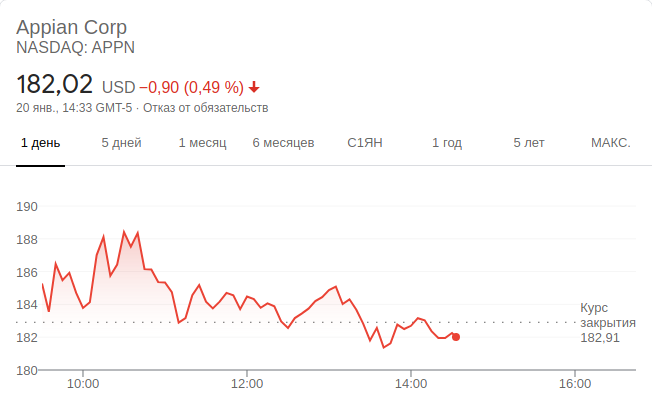 Appian Corp
NASDAQ: APPN
182,02 USD −0,90 (0,49 %)
20 янв., 14:33 GMT-5 · Отказ от обязательств
1 день 5 дней 1 месяц 6 месяцев С1ЯН 1 год 5 лет МАКС.
190
188
186
184
Курс
закрытия
182,91
182
180
10:00 12:00 14:00 16:00